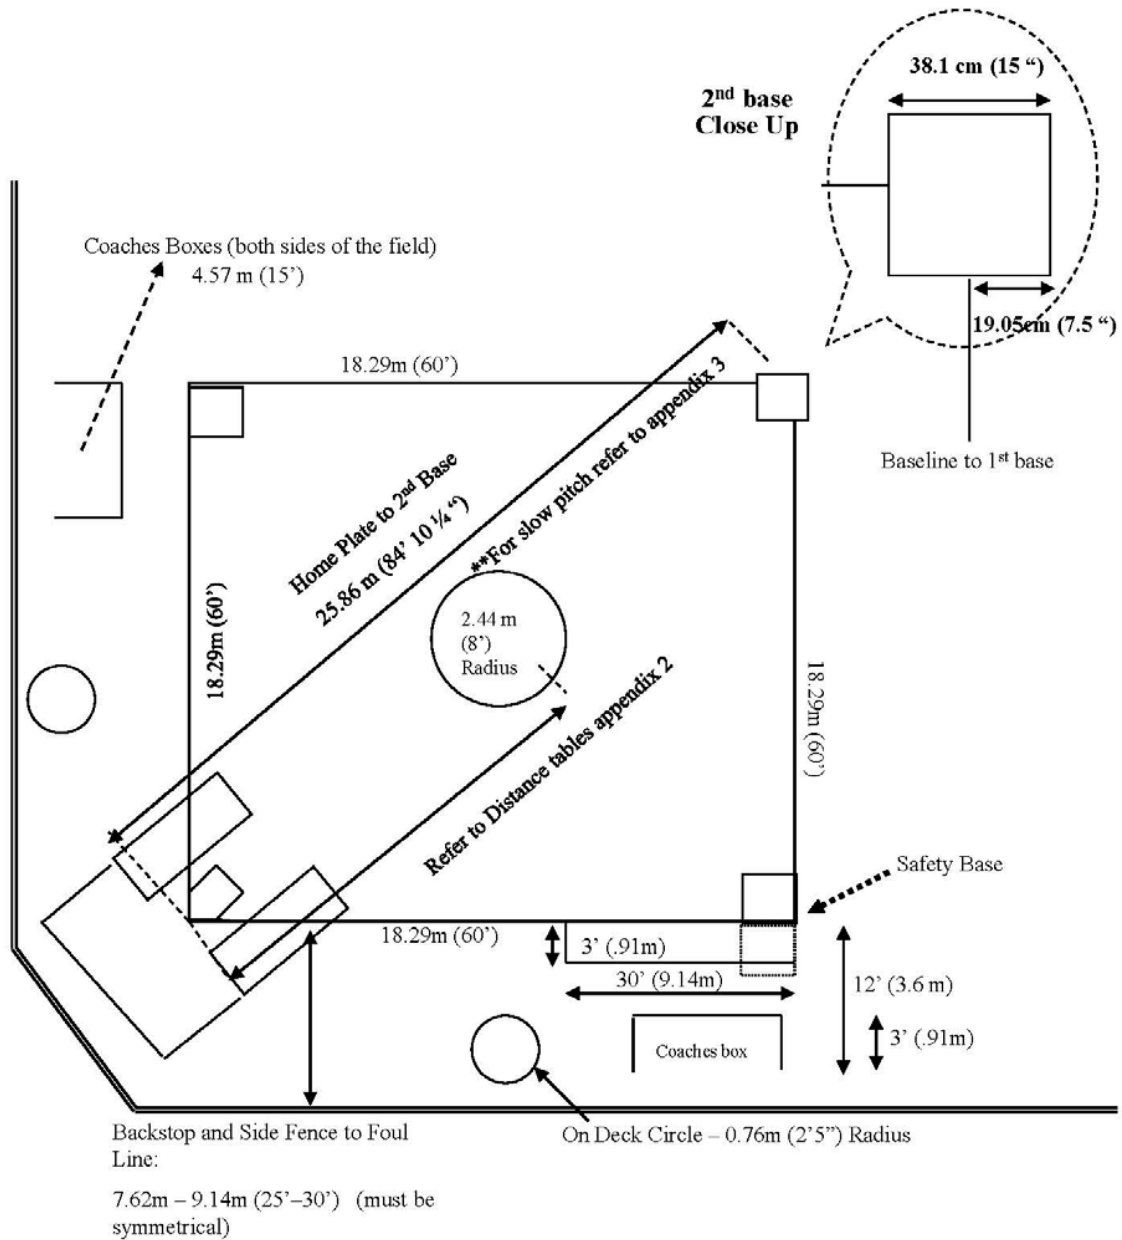 38.1 cm (15 “)
2nd base
Close Up
Coaches Boxes (both sides of the field)
4.57 m (15’)
19.05cm (7.5 “)
18.29m (60’)
Baseline to 1st base
Home Plate to 2nd Base
25.86 m (84’ 10 ¼ “)
**For slow pitch refer to appendix 3
2.44 m
(8’)
Radius
18.29m (60’)
18.29m (60’)
Refer to Distance tables appendix 2
Safety Base
18.29m (60’)
3’ (.91m)
30’ (9.14m)
12’ (3.6 m)
3’ (.91m)
Coaches box
Backstop and Side Fence to Foul
Line:
On Deck Circle – 0.76m (2’5”) Radius
7.62m – 9.14m (25’–30’) (must be
symmetrical)